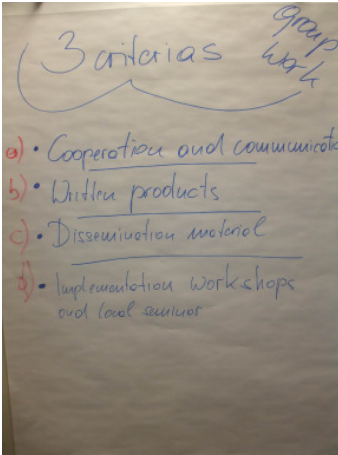 3 criterias
group
work
a) • Cooperation and communicatio
b) • Written products
c) • Dissemination material
d) • Implementation workshops
and local seminar